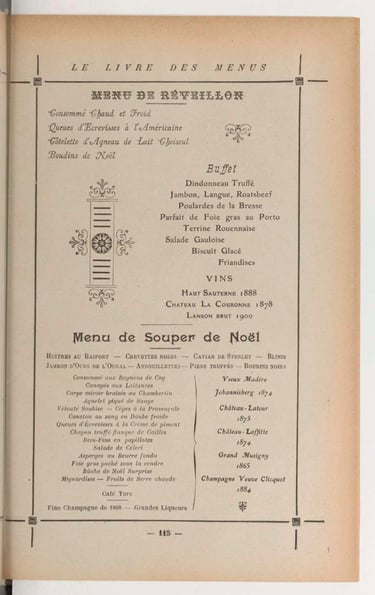 LE LIVRE DES MENUS
MENU DE RÉVEILLON
Consommé Chaud et Froid
Queues d'Écrevisses à l'Américaine
Côtelette d'Agneau de Lait Choiseul
Boudins de Noël
Buffet
Dindonneau Truffé
Jambon, Langue, Roatsbeef
Poulardes de la Bresse
Parfait de Foie gras au Porto
Terrine Rouennaise
Salade Gauloise
Biscuit Glacé
Friandises
VINS
HAUT SAUTERNE 1888
CHATEAU LA COURONNE 1878
LANSON BRUT 1900
Menu de Souper de Noël
HUITRES AU RAIFORT — CREVETTES ROSES — CAVIAR DE STERLET — BLINIS
JAMBON D'OURS DE L'OURAL — ANDOUILLETTES — PIEDS TRUFFÉS — BOUDINS NOIRS
Consommé aux Rognons de Coq
Canapés aux Laitances
Carpe miroir braisée au Chambertin
Agnelet piqué de Sauge
Velouté Soubise — Cèpes à la Provençale
Caneton au sang en Daube froide
Queues d'Écrevisses à la Crème de piment
Chapon truffé flanqué de Cailles
Becs-Fins en papillotes
Salade de Céleri
Asperges au Beurre fondu
Foie gras poché sous la cendre
Bûche de Noël Surprise
Mignardises — Fruits de Serre chaude
Vieux Madère
Johannisberg 1874
Château-Latour
1875
Château-Laffitte
1874
Grand Musigny
1865
Champagne Veuve Clicquot
1884
CAFÉ TURC
Fine Champagne de 1800 — Grandes Liqueurs
— 115 —